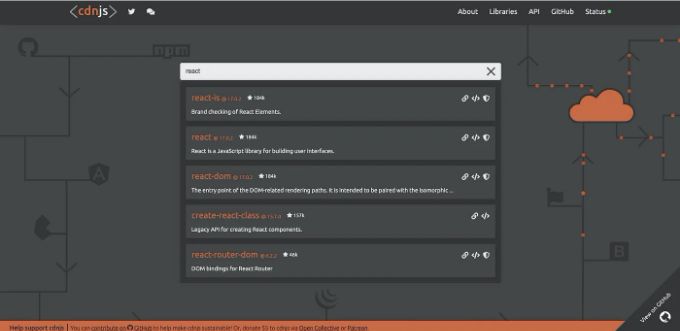 <cdnjs>
About Libraries API GitHub Status
npm
react
react-is @ 17.0.2
Brand checking of React Elements.
react @ 17.0.2
React is a JavaScript library for building user interfaces.
react-dom @ 17.0.2 184k
The entry point of the DOM-related rendering paths. It is intended to be paired with the isomorphic ...
create-react-class @ 15.7.0 157k
Legacy API for creating React components.
react-router-dom @ 6.2.2 46k
DOM bindings for React Router
View on GitHub
Help support cdnjs | You can contribute on GitHub to help make cdnjs sustainable! Or, donate $5 to cdnjs via Open Collective or Patreon.